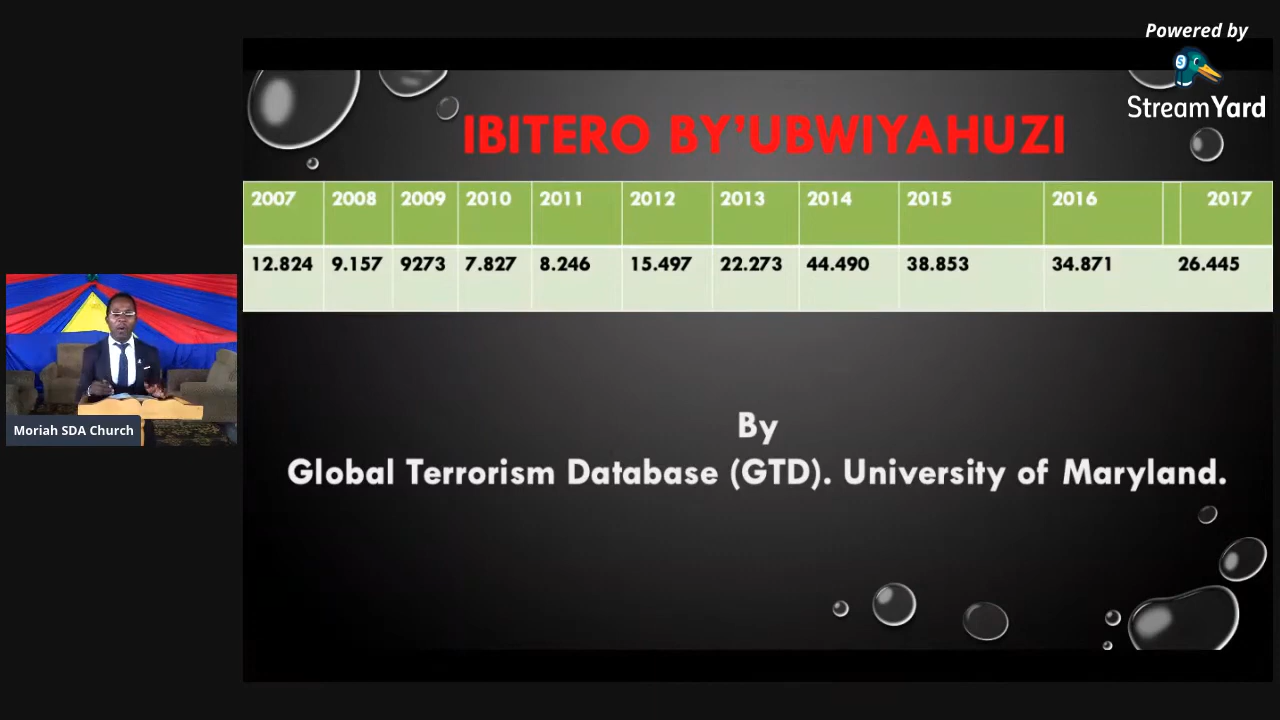 Powered by
StreamYard
IBITERO BY’UBWIYAHUZI
2007 2008 2009 2010 2011 2012 2013 2014 2015 2016 2017
12.824 9.157 9273 7.827 8.246 15.497 22.273 44.490 38.853 34.871 26.445
By
Global Terrorism Database (GTD). University of Maryland.
Moriah SDA Church